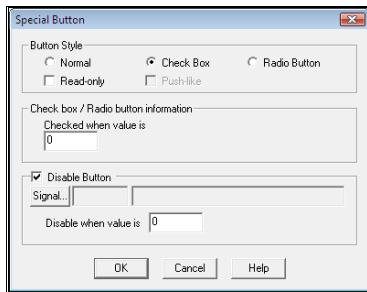 Special Button
Button Style
Normal Check Box Radio Button
Read-only Push-like
Check box / Radio button information
Checked when value is
0
Disable Button
Signal...
Disable when value is 0
OK Cancel Help